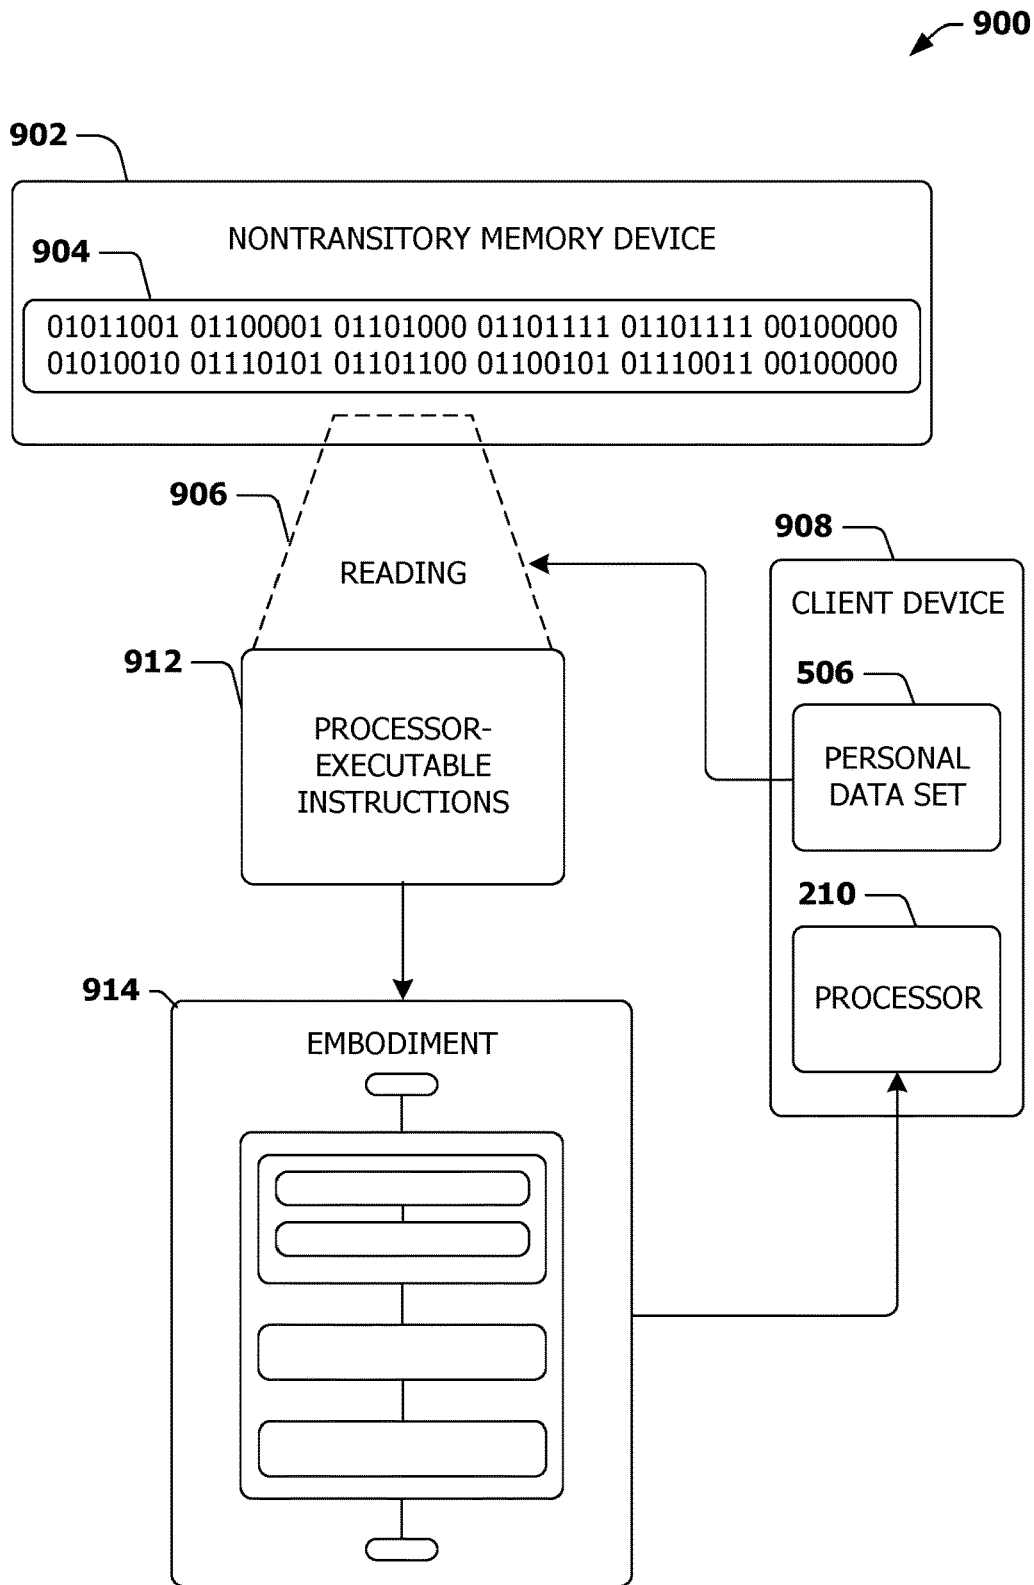 900
902
NONTRANSITORY MEMORY DEVICE
904
01011001 01100001 01101000 01101111 01101111 00100000
01010010 01110101 01101100 01100101 01110011 00100000
906
READING
908
CLIENT DEVICE
912
PROCESSOR-
EXECUTABLE
INSTRUCTIONS
506
PERSONAL
DATA SET
210
PROCESSOR
914
EMBODIMENT